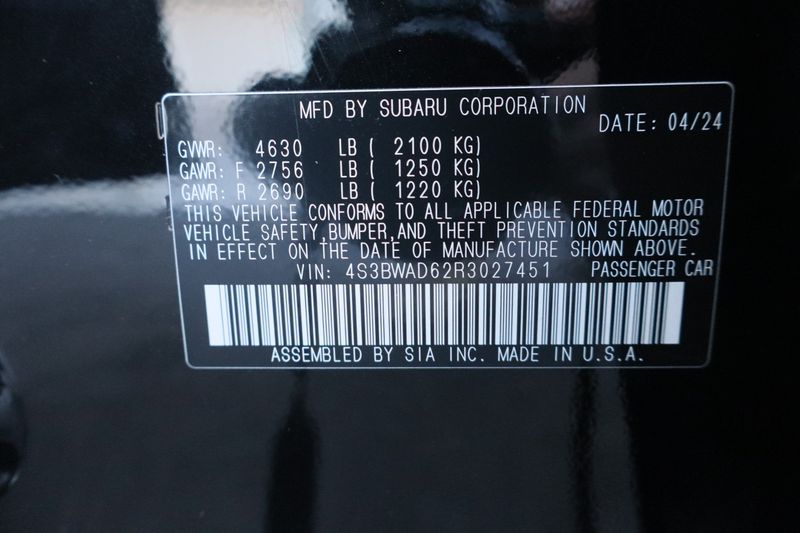 MFD BY SUBARU CORPORATION
DATE: 04/24
GVWR: 4630 LB ( 2100 KG)
GAWR: F 2756 LB ( 1250 KG)
GAWR: R 2690 LB ( 1220 KG)
THIS VEHICLE CONFORMS TO ALL APPLICABLE FEDERAL MOTOR
VEHICLE SAFETY,BUMPER,AND THEFT PREVENTION STANDARDS
IN EFFECT ON THE DATE OF MANUFACTURE SHOWN ABOVE.
VIN: 4S3BWAD62R3027451 PASSENGER CAR
ASSEMBLED BY SIA INC. MADE IN U.S.A.